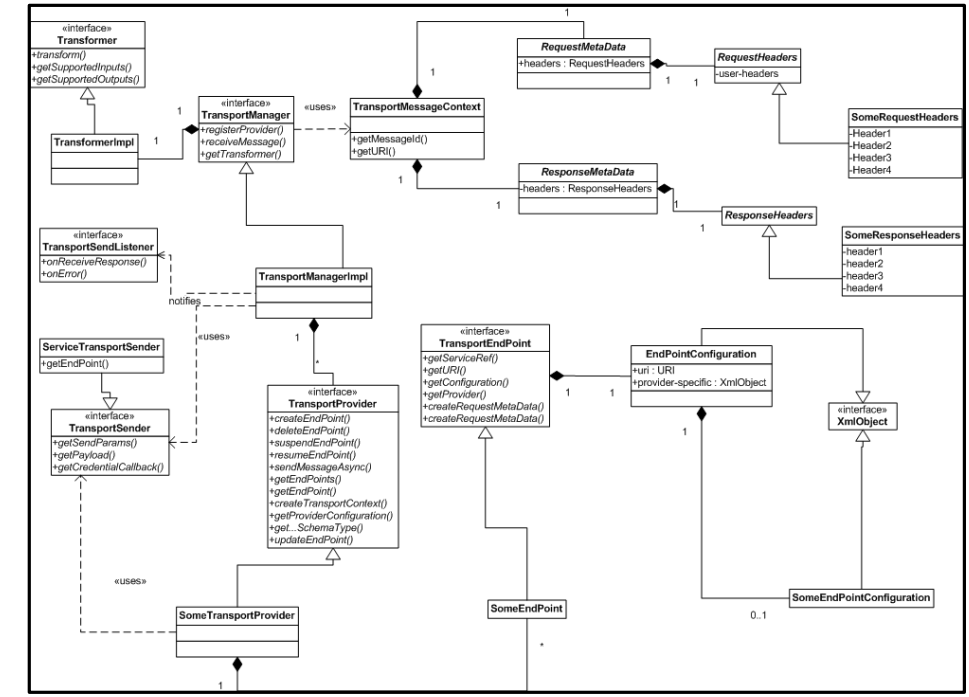 «interface»
Transformer
+transform()
+getSupportedInputs()
+getSupportedOutputs()
TransformerImpl
1
1
«interface»
TransportManager
+registerProvider()
+receiveMessage()
+getTransformer()
«uses»
TransportMessageContext
+getMessageId()
+getURI()
1
1
RequestMetaData
+headers : RequestHeaders
1
1
RequestHeaders
-user-headers
SomeRequestHeaders
-Header1
-Header2
-Header3
-Header4
1
1
ResponseMetaData
-headers : ResponseHeaders
1
1
ResponseHeaders
SomeResponseHeaders
-header1
-header2
-header3
-header4
«interface»
TransportSendListener
+onReceiveResponse()
+onError()
notifies
TransportManagerImpl
«uses»
1
*
ServiceTransportSender
+getEndPoint()
«interface»
TransportSender
+getSendParams()
+getPayload()
+getCredentialCallback()
«interface»
TransportProvider
+createEndPoint()
+deleteEndPoint()
+suspendEndPoint()
+resumeEndPoint()
+sendMessageAsync()
+getEndPoints()
+getEndPoint()
+createTransportContext()
+getProviderConfiguration()
+get...SchemaType()
+updateEndPoint()
«interface»
TransportEndPoint
+getServiceRef()
+getURI()
+getConfiguration()
+getProvider()
+createRequestMetaData()
+createRequestMetaData()
1
1
EndPointConfiguration
+uri : URI
+provider-specific : XmlObject
1
«interface»
XmlObject
«uses»
SomeTransportProvider
1
SomeEndPoint
*
SomeEndPointConfiguration
0..1